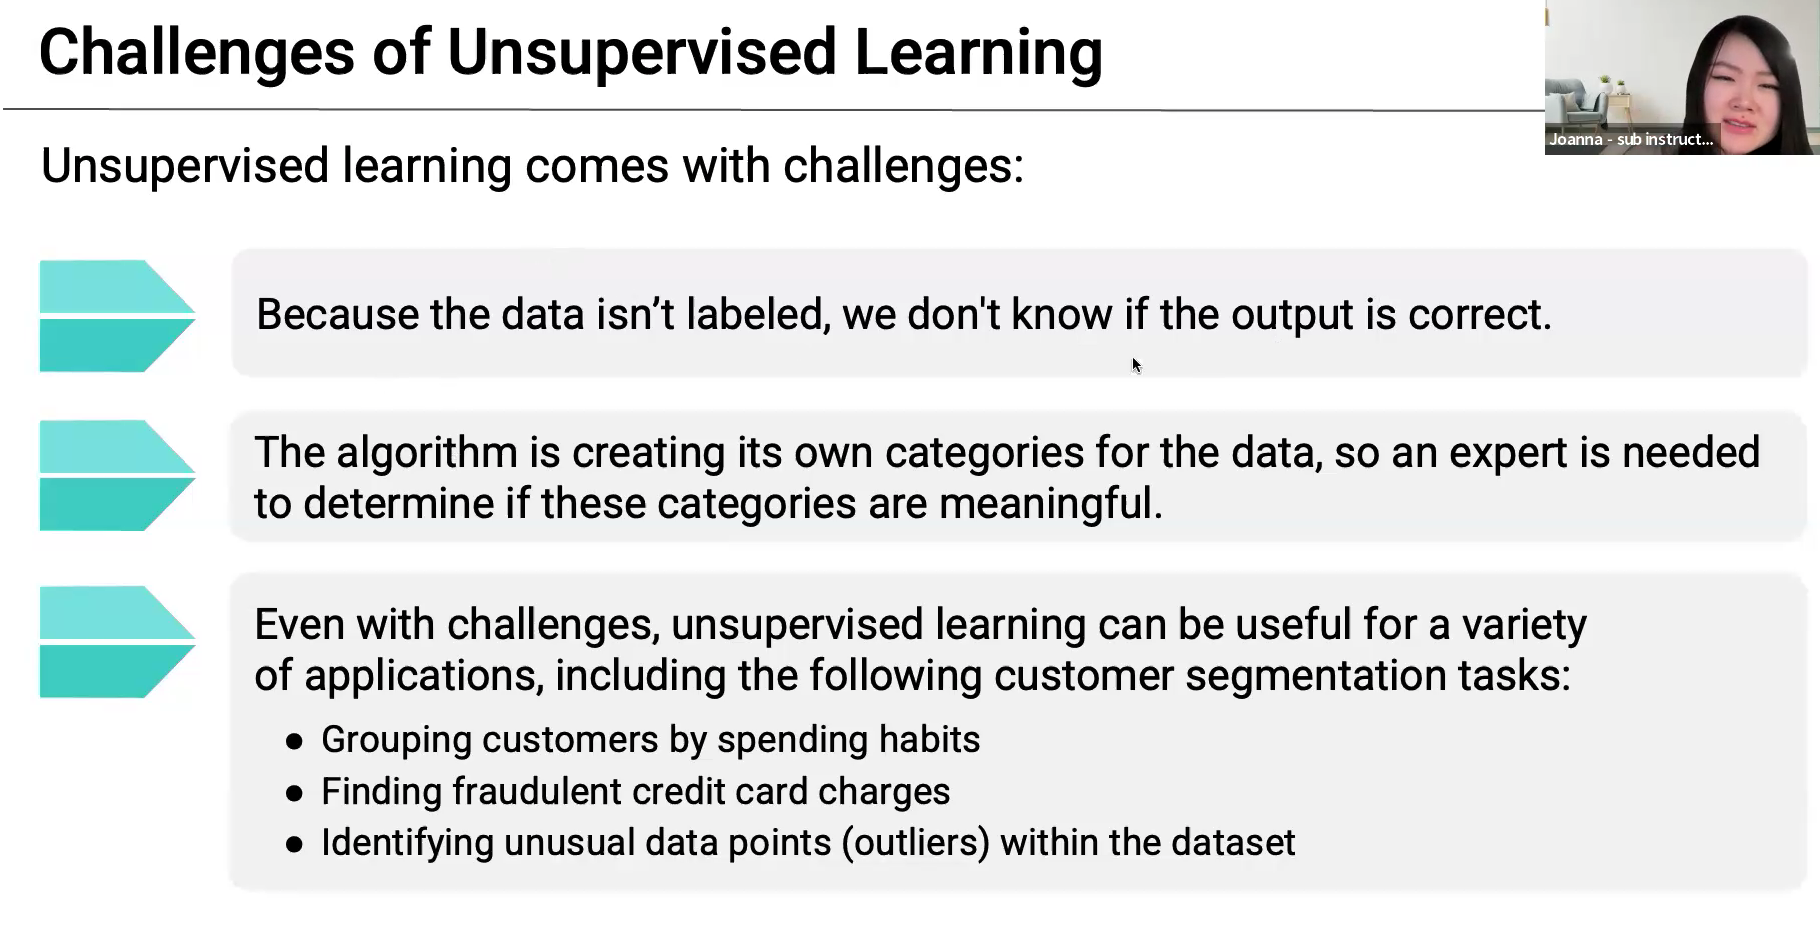 Challenges of Unsupervised Learning
Joanna - sub instruct...
Unsupervised learning comes with challenges:
Because the data isn’t labeled, we don't know if the output is correct.
The algorithm is creating its own categories for the data, so an expert is needed
to determine if these categories are meaningful.
Even with challenges, unsupervised learning can be useful for a variety
of applications, including the following customer segmentation tasks:
● Grouping customers by spending habits
● Finding fraudulent credit card charges
● Identifying unusual data points (outliers) within the dataset